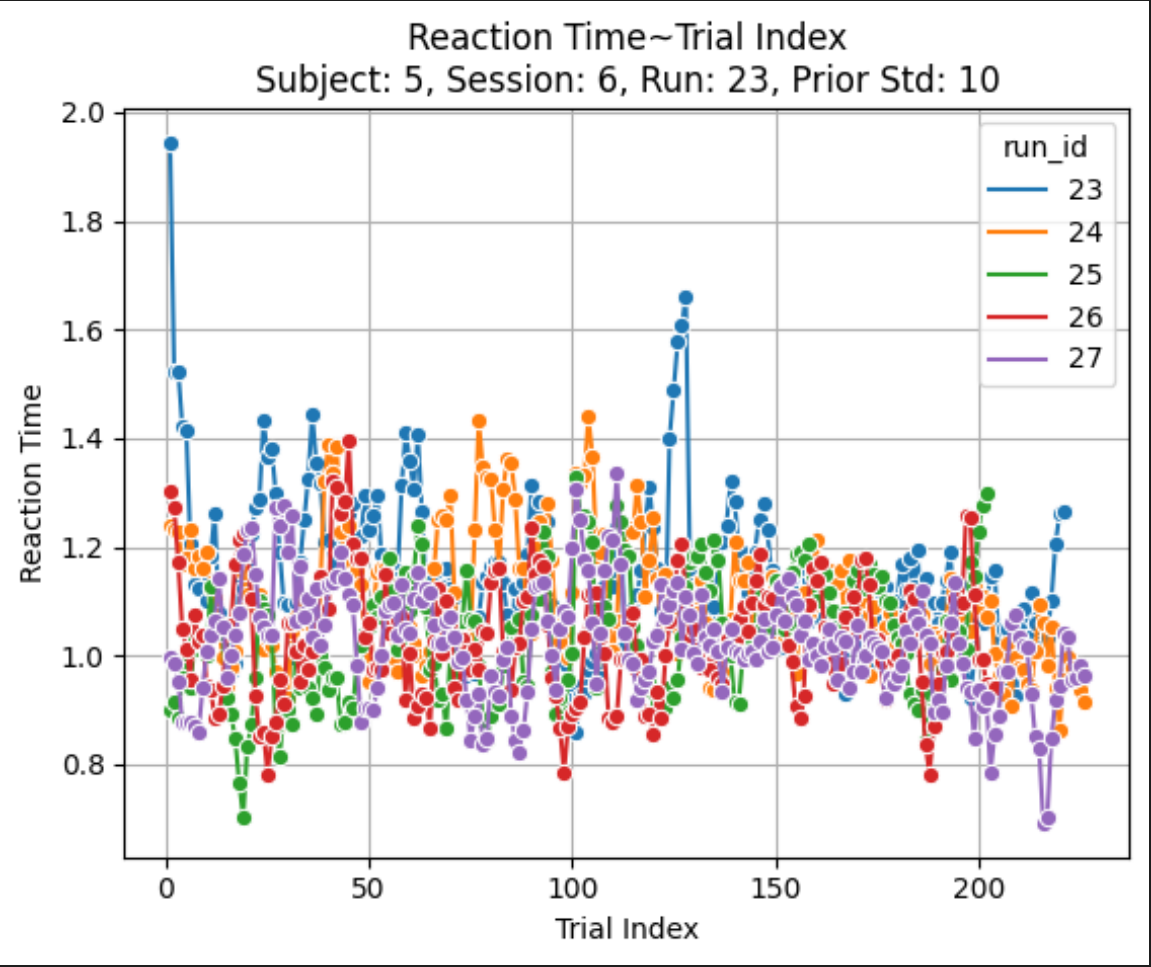 Reaction Time~Trial Index
Subject: 5, Session: 6, Run: 23, Prior Std: 10
2.0
1.8
1.6
1.4
1.2
1.0
0.8
Reaction Time
run_id
23
24
25
26
27
0 50 100 150 200
Trial Index